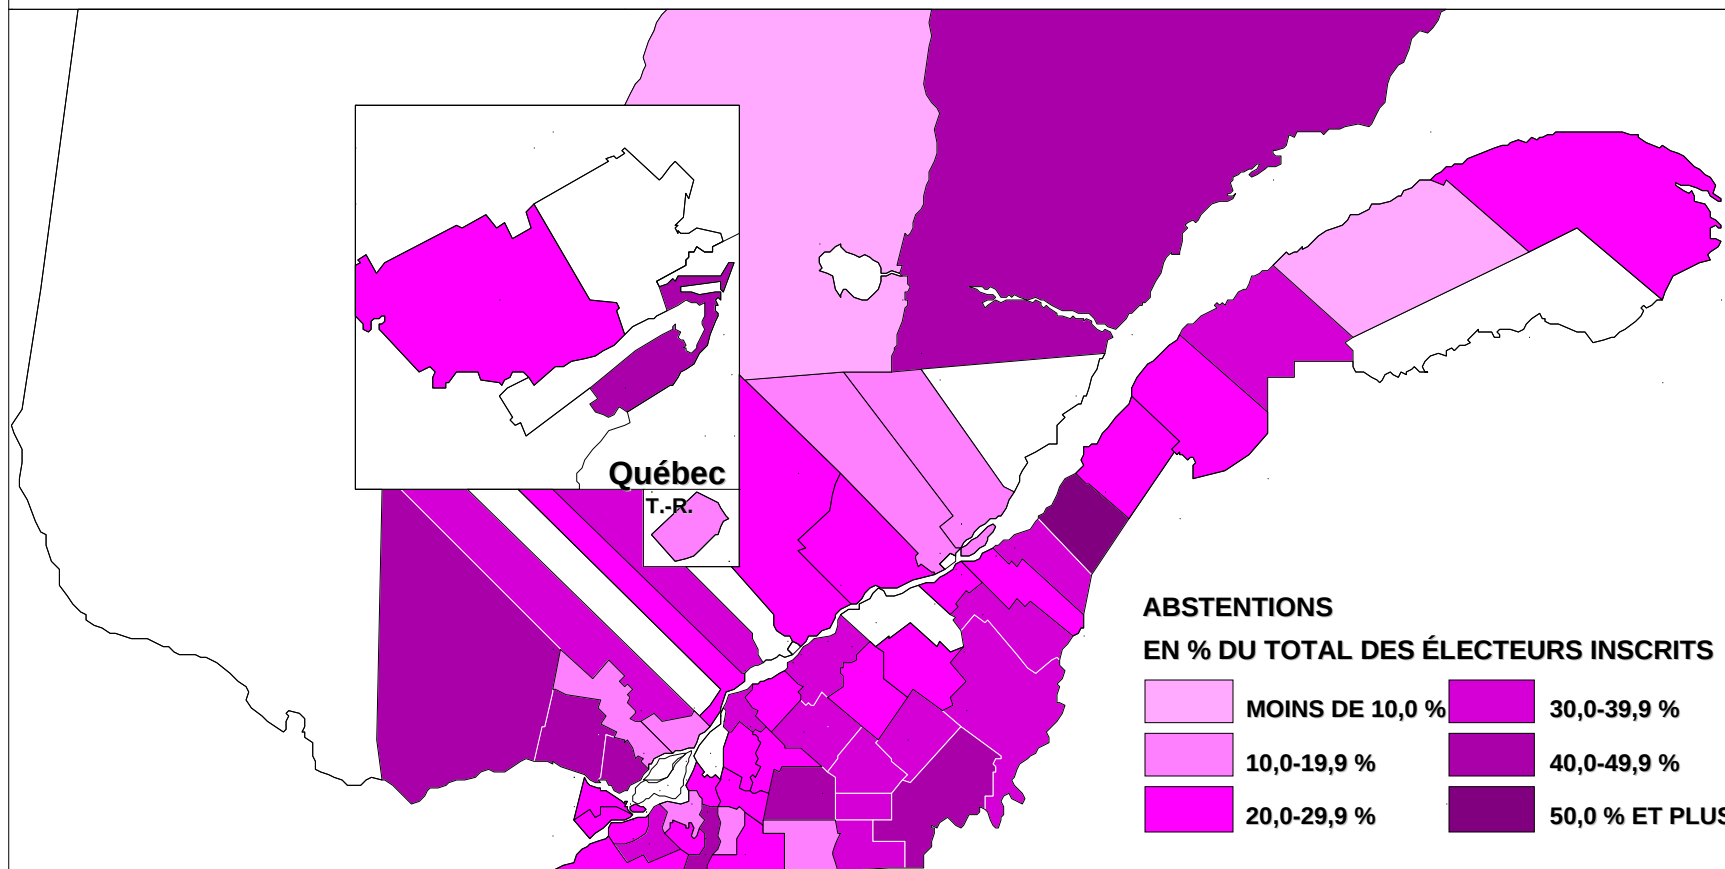 Québec
T.-R.
ABSTENTIONS
EN % DU TOTAL DES ÉLECTEURS INSCRITS
MOINS DE 10,0 % 30,0-39,9 %
10,0-19,9 % 40,0-49,9 %
20,0-29,9 % 50,0 % ET PLUS